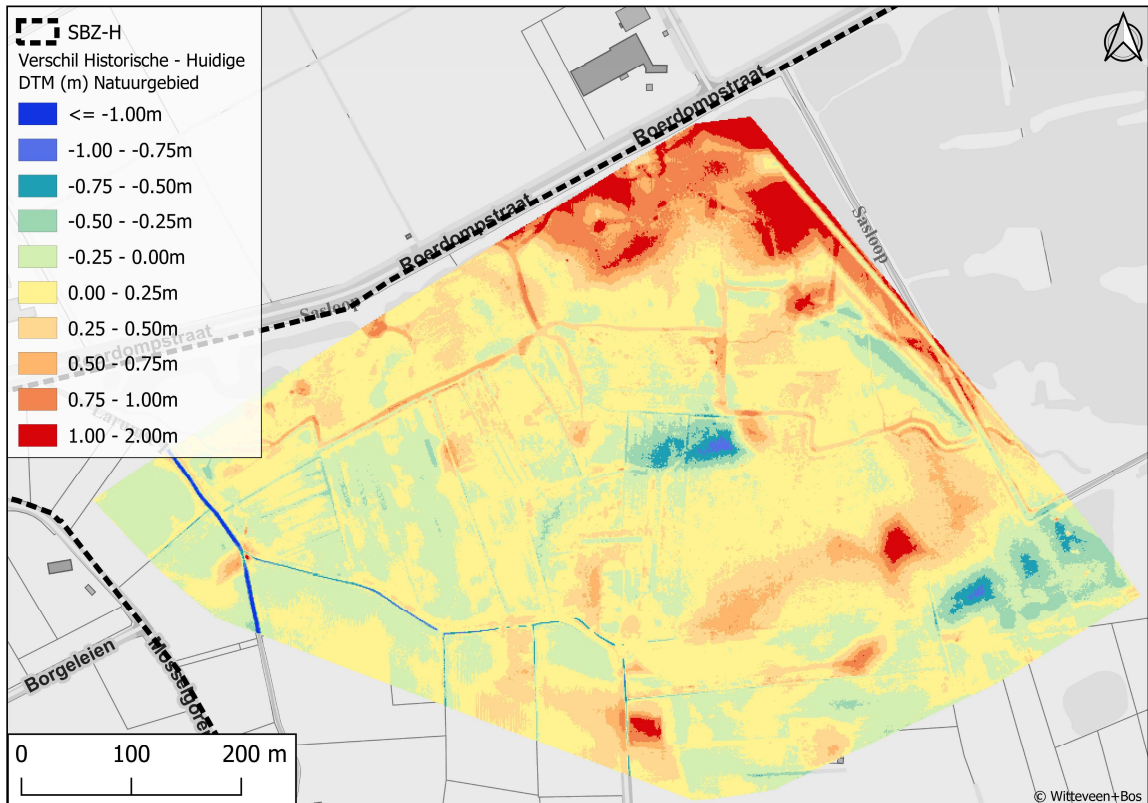 SBZ-H
Verschil Historische - Huidige
DTM (m) Natuurgebied
<= -1.00m
-1.00 - -0.75m
-0.75 - -0.50m
-0.50 - -0.25m
-0.25 - 0.00m
0.00 - 0.25m
0.25 - 0.50m
0.50 - 0.75m
0.75 - 1.00m
1.00 - 2.00m
Roerdompstraat
Roerdompstraat
Sasloop
Sasloop
Roerdompstraat
Borgeleien
0 100 200 m
© Witteveen+Bos